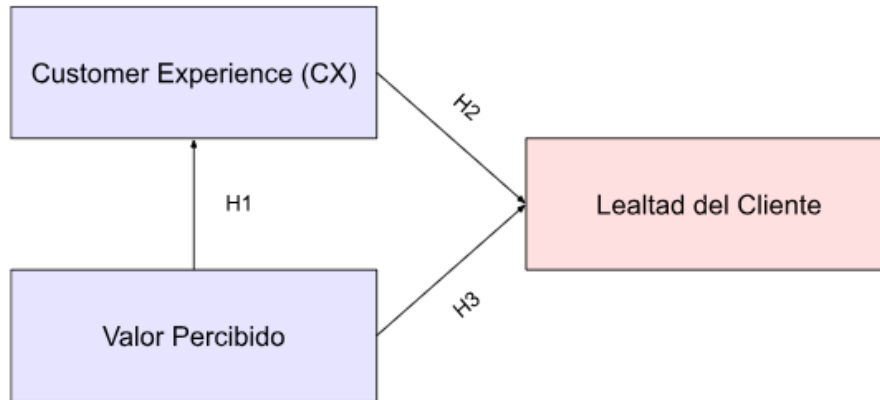 Customer Experience (CX)
H2
H1
Lealtad del Cliente
H3
Valor Percibido